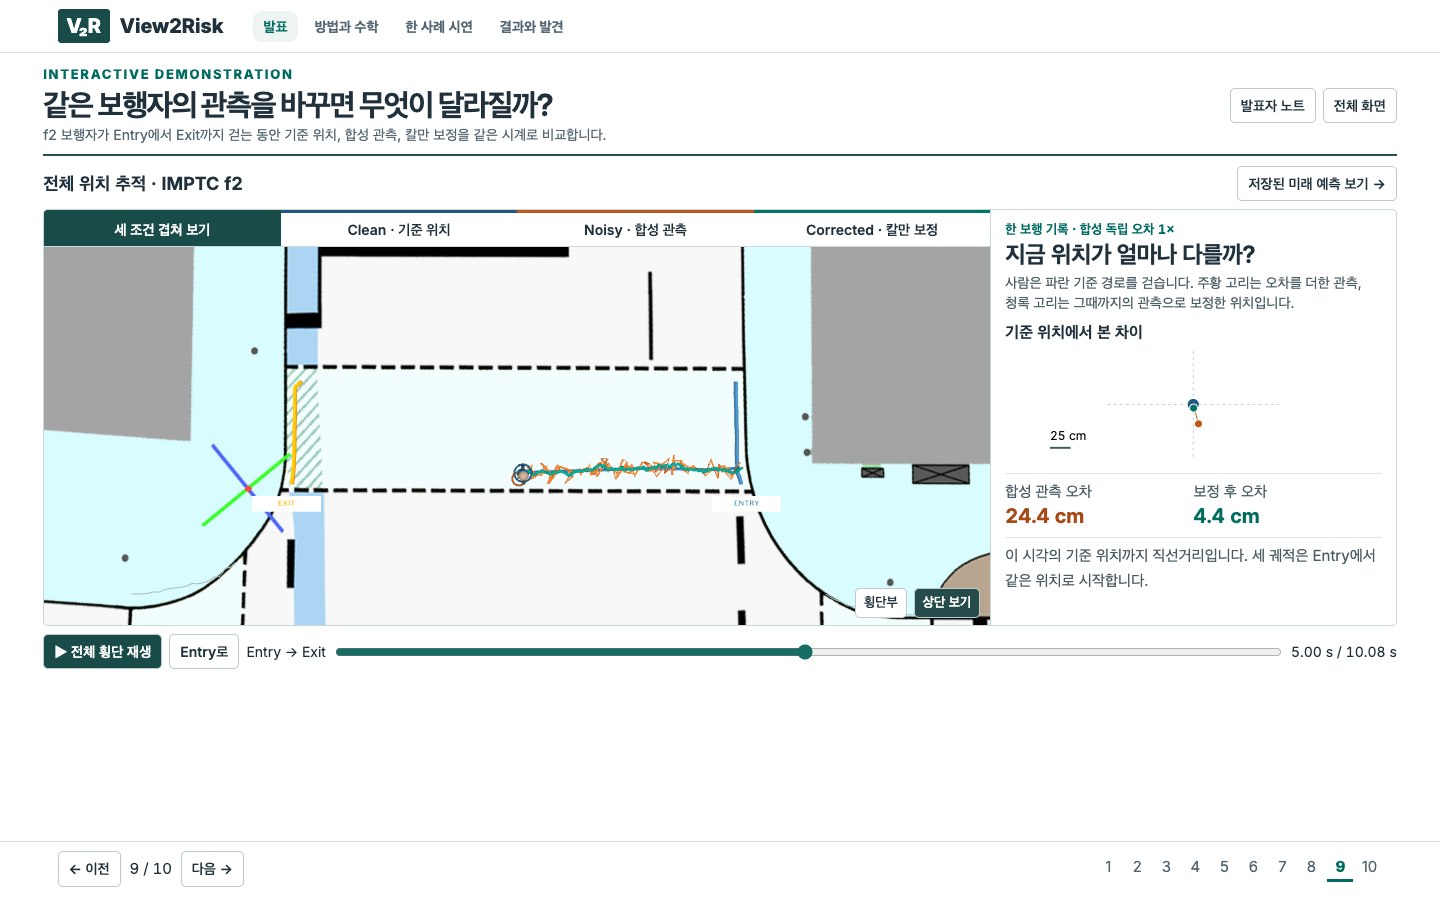 V2R View2Risk 발표 방법과 수학 한 사례 시연 결과와 발견
INTERACTIVE DEMONSTRATION
같은 보행자의 관측을 바꾸면 무엇이 달라질까?
발표자 노트 전체 화면
f2 보행자가 Entry에서 Exit까지 걷는 동안 기준 위치, 합성 관측, 칼만 보정을 같은 시계로 비교합니다.
전체 위치 추적 · IMPTC f2
저장된 미래 예측 보기 →
세 조건 겹쳐 보기 Clean · 기준 위치 Noisy · 합성 관측 Corrected · 칼만 보정
EXIT
ENTRY
횡단부 상단 보기
한 보행 기록 · 합성 독립 오차 1×
지금 위치가 얼마나 다를까?
사람은 파란 기준 경로를 걷습니다. 주황 고리는 오차를 더한 관측,
청록 고리는 그때까지의 관측으로 보정한 위치입니다.
기준 위치에서 본 차이
25 cm
합성 관측 오차 보정 후 오차
24.4 cm 4.4 cm
이 시각의 기준 위치까지 직선거리입니다. 세 궤적은 Entry에서
같은 위치로 시작합니다.
▶ 전체 횡단 재생 Entry로 Entry → Exit 5.00 s / 10.08 s
← 이전 9 / 10 다음 → 1 2 3 4 5 6 7 8 9 10